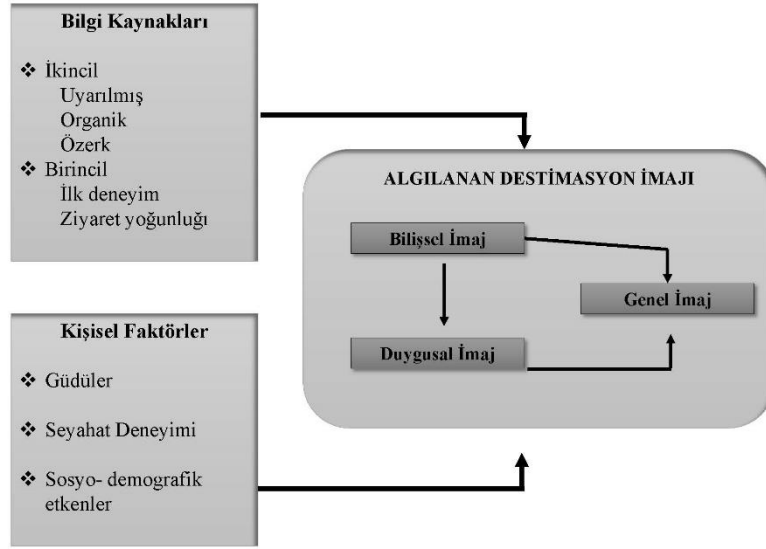 Bilgi Kaynakları
❖ İkincil
Uyarılmış
Organik
Özerk
❖ Birincil
İlk deneyim
Ziyaret yoğunluğı
Kişisel Faktörler
❖ Güdüler
❖ Seyahat Deneyimi
❖ Sosyo- demografik
etkenler
ALGILANAN DESTİMASYON İMAJI
Bilişsel İmaj
Genel İmaj
Duygusal İmaj